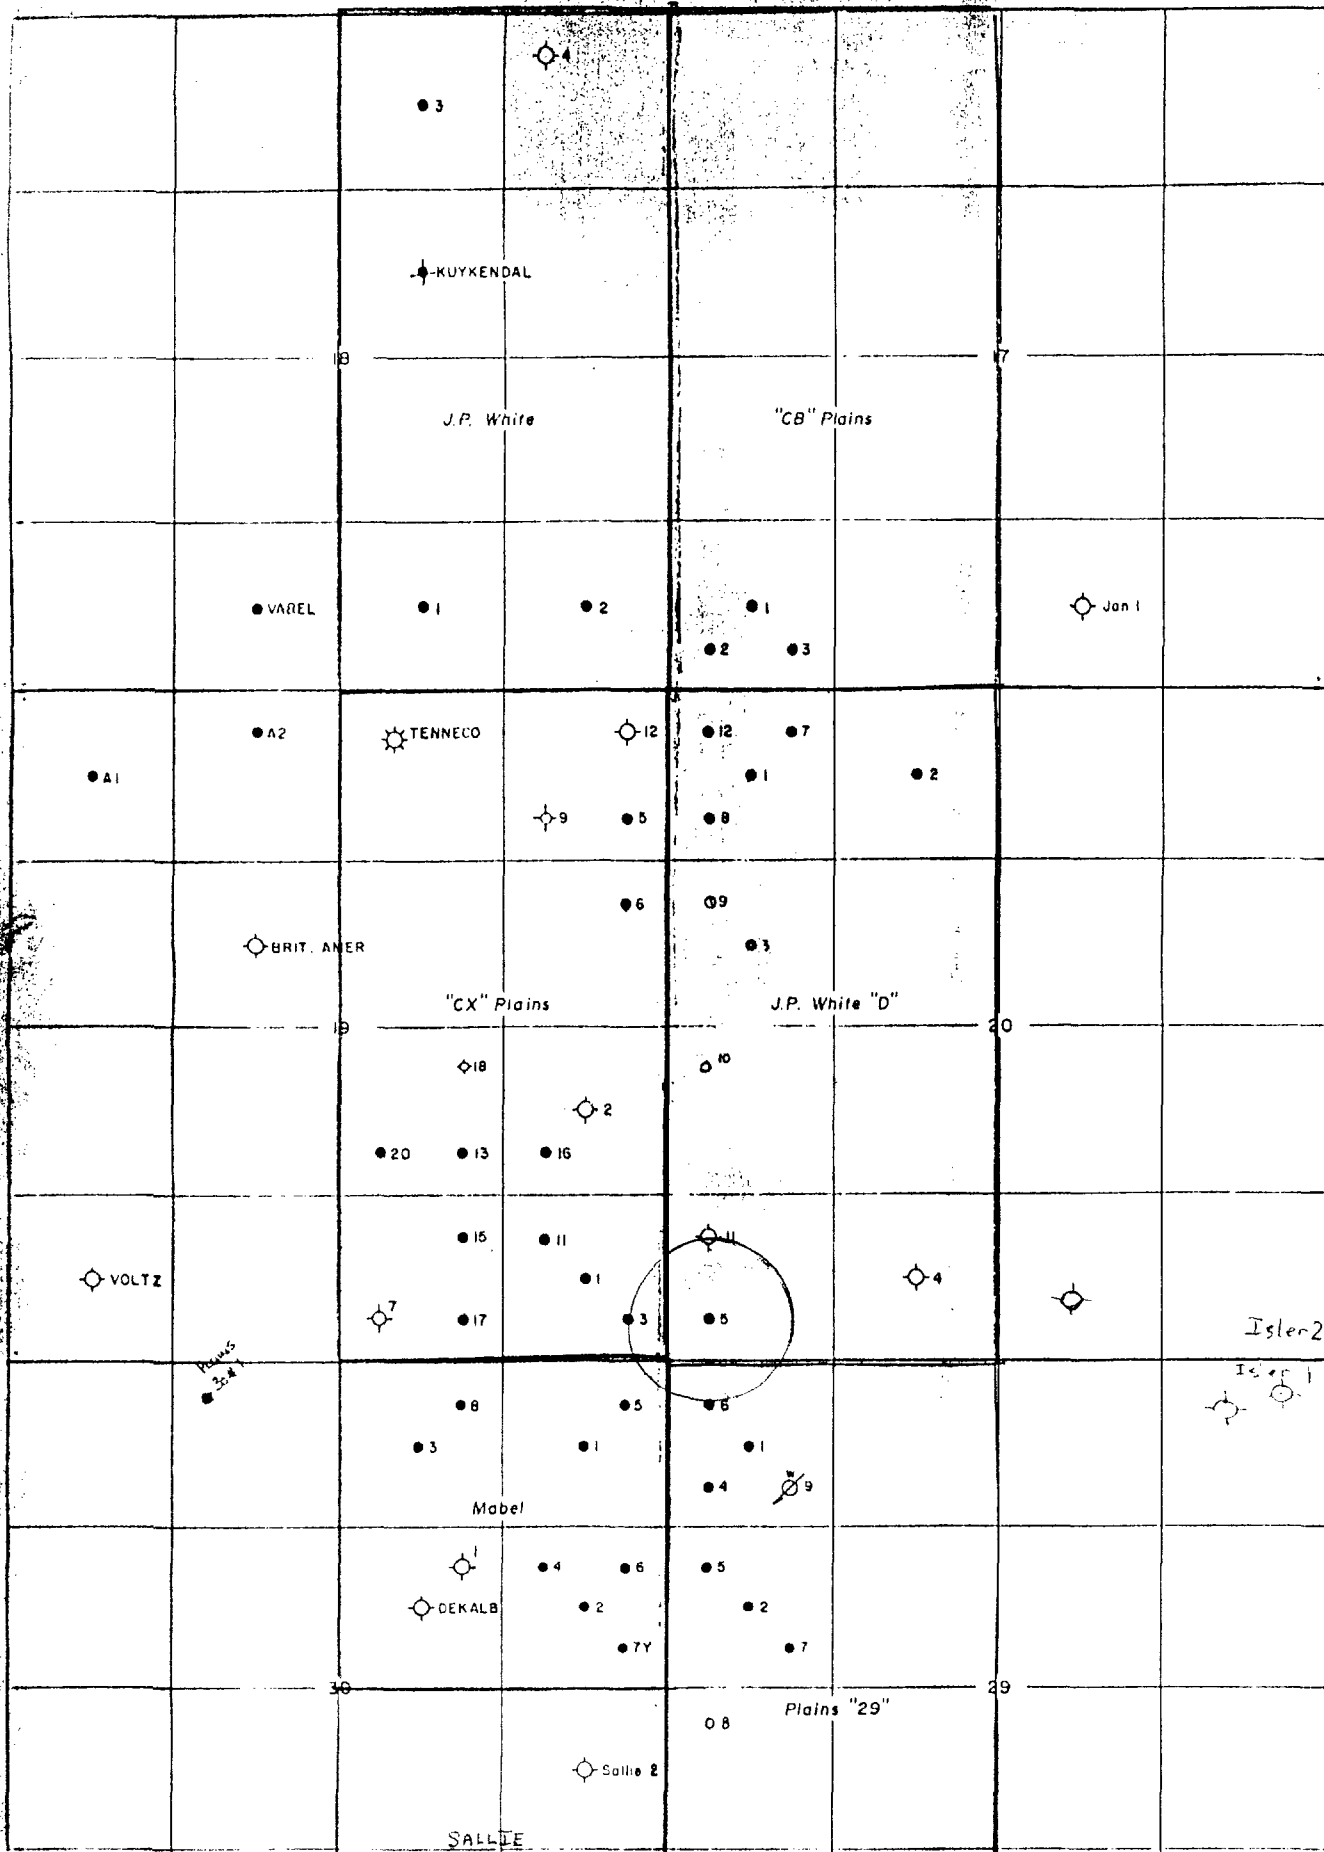 4
3
KUYKENDAL
18
17
J.P. White
"CB" Plains
VABEL
1
2
1
Jan 1
2
3
A2
TENNECO
12
12
7
A1
1
2
9
5
8
6
9
BRIT. AMER
3
"CX" Plains
J.P. White "D"
19
20
18
10
2
20
13
16
15
11
11
VOLTZ
1
4
7
17
3
5
Isler 2
Plains
30#1
Isler 1
8
5
6
3
1
1
4
W
9
Mabel
1
4
6
5
DEKALB
2
2
7Y
7
30
29
Plains "29"
8
Sallie 2
SALLIE